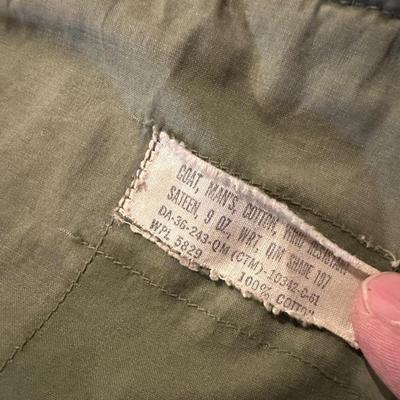 COAT, MAN'S, COTTON, WIND RESISTANT
SATEEN, 9 OZ, WRT, O/M SHADE 107
DA-36-243-QM (CTM)-10342-C-61
WPL 5829 100% COTTON